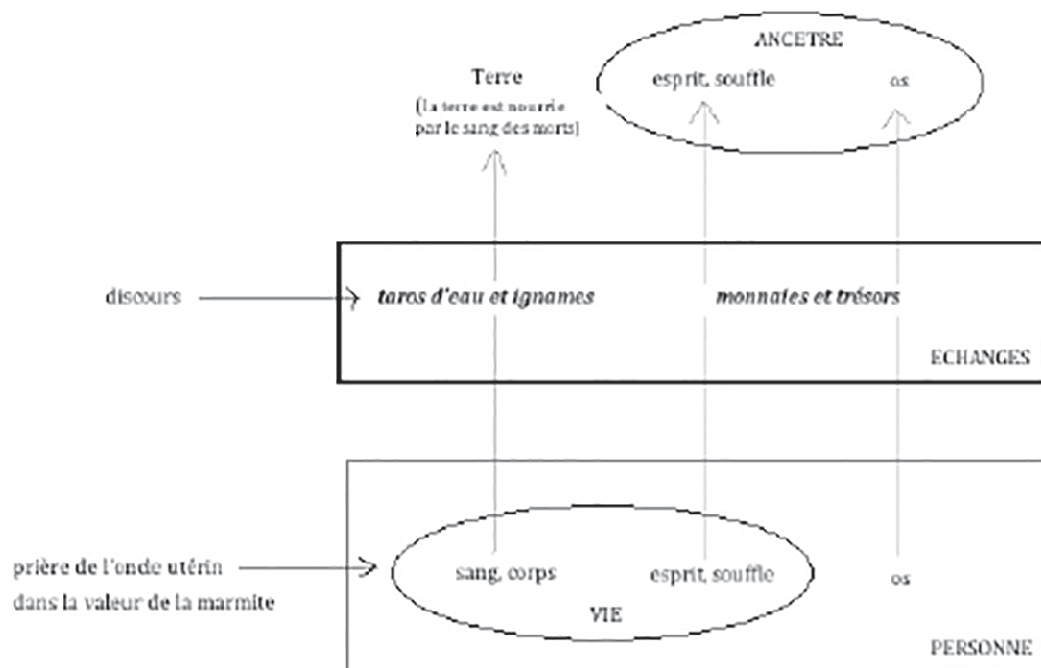 ANCETRE
Terre
esprit, souffle
os
(la terre est nourrie
par le sang des morts)
discours
taros d'eau et ignames
monnaies et trésors
ECHANGES
prière de l'onde utérin
dans la valeur de la marmite
sang, corps
esprit, souffle
os
VIE
PERSONNE